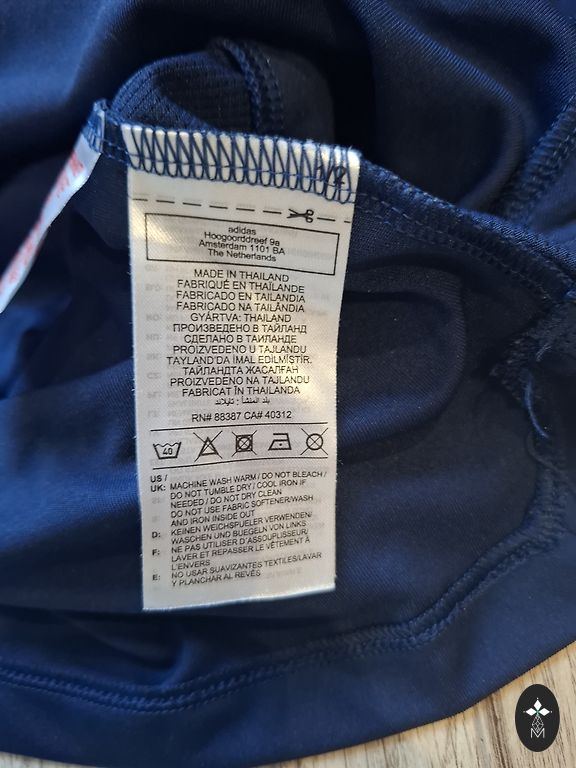 adidas
Hoogoorddreef 9a
Amsterdam 1101 BA
The Netherlands
MADE IN THAILAND
FABRIQUÉ EN THAÏLANDE
FABRICADO EN TAILANDIA
FABRICADO NA TAILÂNDIA
GYÁRTVA: THAILAND
ПРОИЗВЕДЕНО В ТАЙЛАНД
СДЕЛАНО В ТАИЛАНДЕ
PROIZVEDENO U TAJLANDU
TAYLAND'DA İMAL EDİLMİŞTİR.
ТАЙЛАНДТА ЖАСАЛҒАН
PROIZVEDENO NA TAJLANDU
FABRICAT ÎN THAILANDA
بلد المنشأ: تايلاند
RN# 88387 CA# 40312
40
US / UK: MACHINE WASH WARM / DO NOT BLEACH /
DO NOT TUMBLE DRY / COOL IRON IF
NEEDED / DO NOT DRY CLEAN
DO NOT USE FABRIC SOFTENER/WASH
AND IRON INSIDE OUT
D: KEINEN WEICHSPUELER VERWENDEN/
WASCHEN UND BUEGELN VON LINKS
F: NE PAS UTILISER D'ASSOUPLISSEUR/
LAVER ET REPASSER LE VÊTEMENT À
L'ENVERS
E: NO USAR SUAVIZANTES TEXTILES/LAVAR
Y PLANCHAR AL REVÉS
M